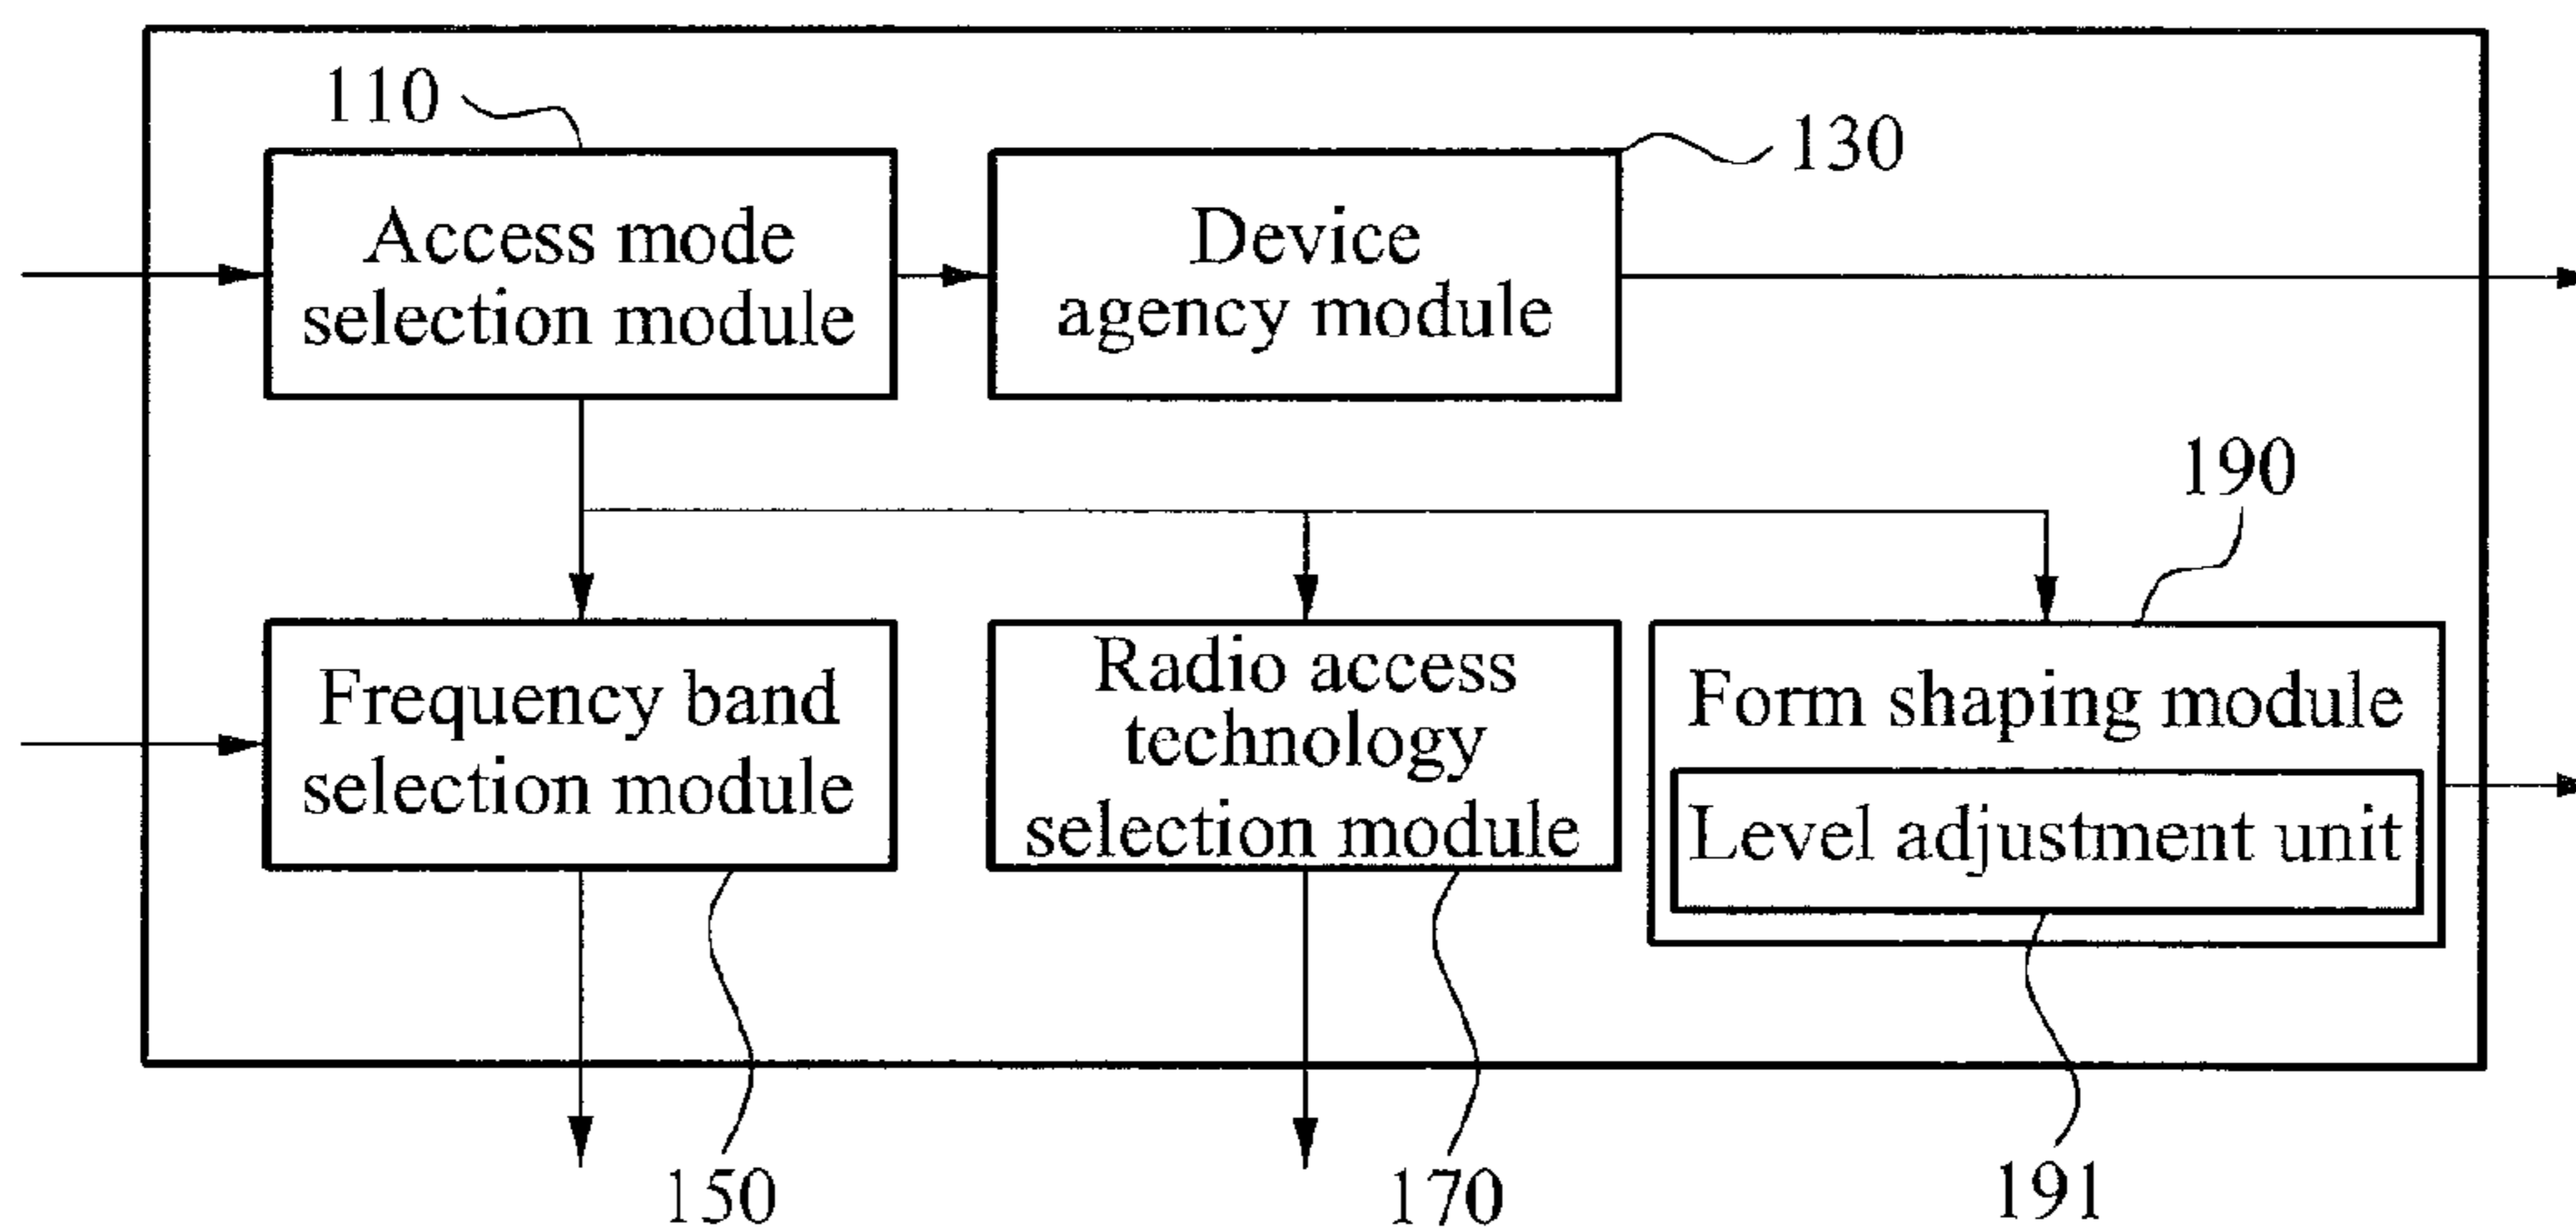 110
130
Access mode
selection module
Device
agency module
190
Frequency band
selection module
Radio access
technology
selection module
Form shaping module
Level adjustment unit
150
170
191